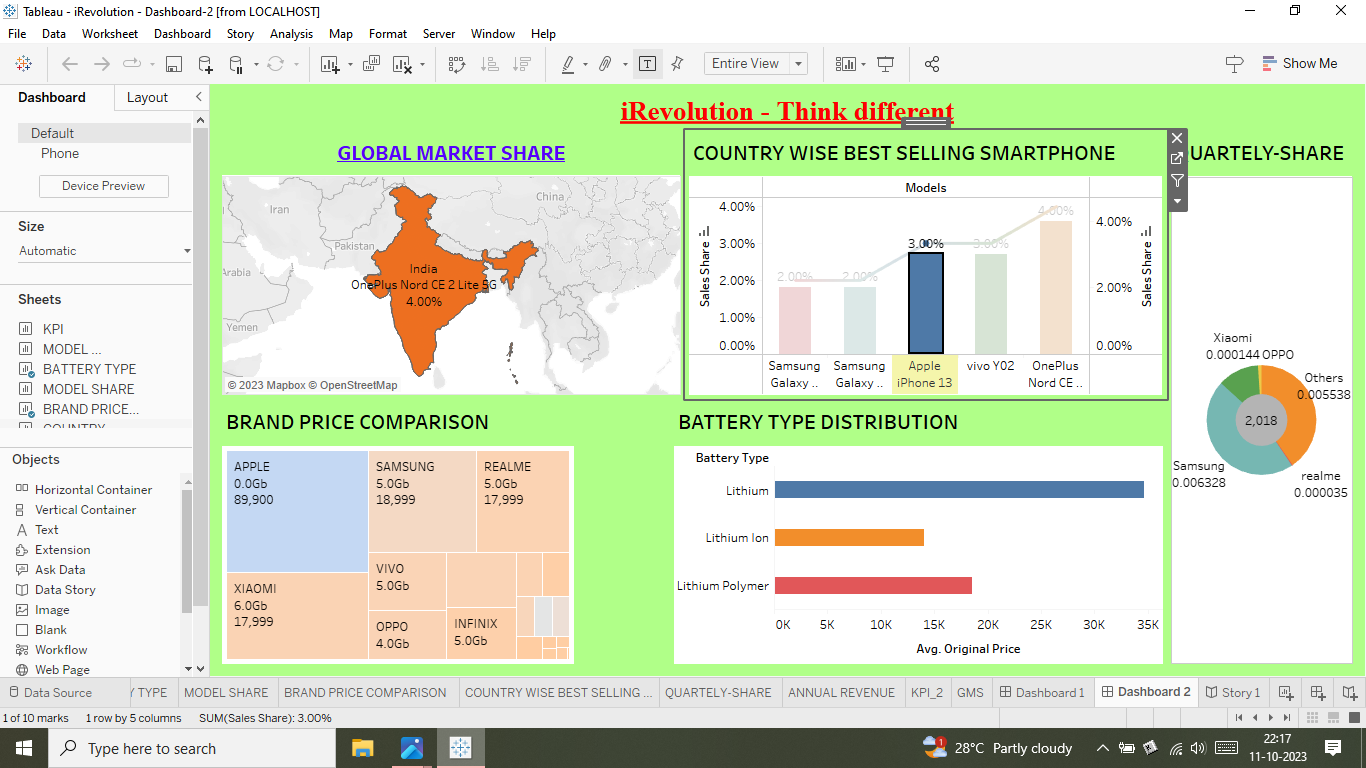 Tableau - iRevolution - Dashboard-2 [from LOCALHOST]
File Data Worksheet Dashboard Story Analysis Map Format Server Window Help
Entire View
Show Me
Dashboard Layout
Default
Phone
Device Preview
Size
Automatic
Sheets
KPI
MODEL ...
BATTERY TYPE
MODEL SHARE
BRAND PRICE...
COUNTRY
Objects
Horizontal Container
Vertical Container
Text
Extension
Ask Data
Data Story
Image
Blank
Workflow
Web Page
iRevolution - Think different
GLOBAL MARKET SHARE
Iran
China
Pakistan
Arabia
Yemen
India
OnePlus Nord CE 2 Lite 5G
4.00%
© 2023 Mapbox © OpenStreetMap
COUNTRY WISE BEST SELLING SMARTPHONE
Models
Sales Share
4.00%
3.00%
2.00%
1.00%
0.00%
2.00% 2.00% 3.00% 3.00% 4.00%
Samsung Galaxy ..
Samsung Galaxy ..
Apple iPhone 13
vivo Y02
OnePlus Nord CE ..
4.00%
2.00%
0.00%
Sales Share
UARTELY-SHARE
Xiaomi
0.000144 OPPO
Others
0.005538
2,018
Samsung
0.006328
realme
0.000035
BRAND PRICE COMPARISON
APPLE
0.0Gb
89,900
SAMSUNG
5.0Gb
18,999
REALME
5.0Gb
17,999
XIAOMI
6.0Gb
17,999
VIVO
5.0Gb
OPPO
4.0Gb
INFINIX
5.0Gb
BATTERY TYPE DISTRIBUTION
Battery Type
Lithium
Lithium Ion
Lithium Polymer
0K 5K 10K 15K 20K 25K 30K 35K
Avg. Original Price
Data Source Y TYPE MODEL SHARE BRAND PRICE COMPARISON COUNTRY WISE BEST SELLING ... QUARTELY-SHARE ANNUAL REVENUE KPI_2 GMS Dashboard 1 Dashboard 2 Story 1
1 of 10 marks 1 row by 5 columns SUM(Sales Share): 3.00%
Type here to search
1
28°C Partly cloudy
22:17
11-10-2023